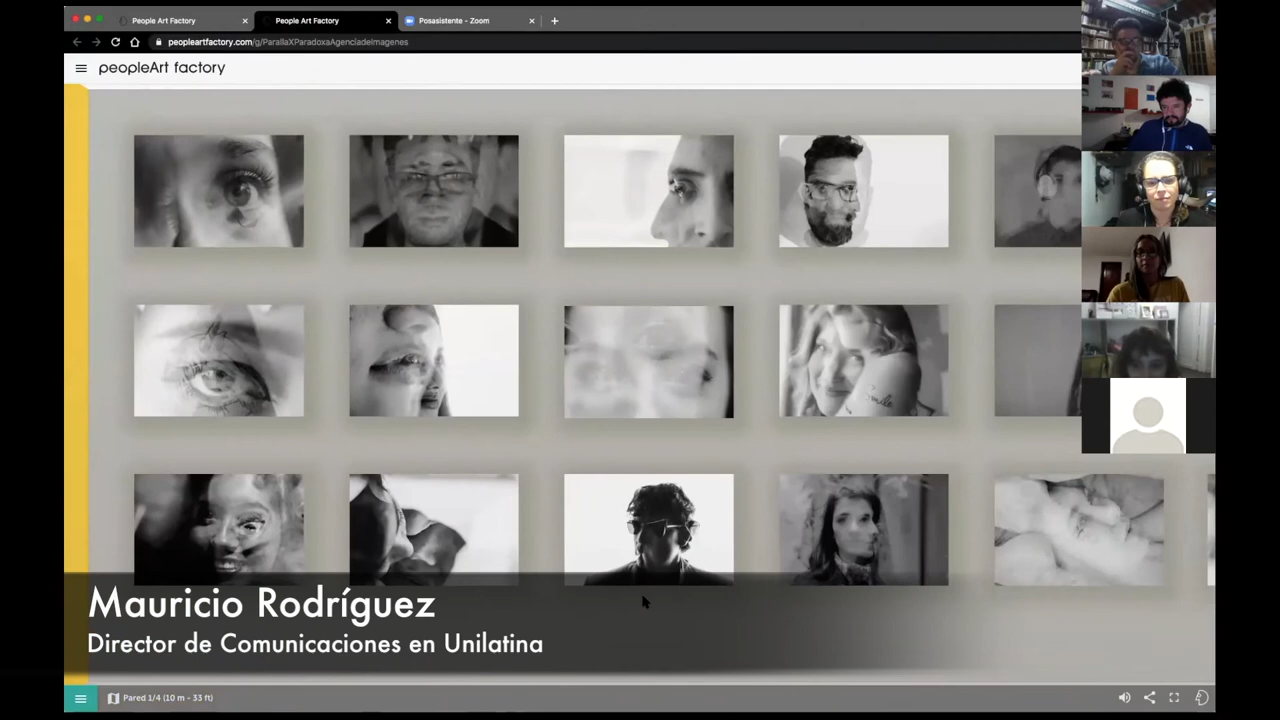 People Art Factory
People Art Factory
Posasistente - Zoom
peopleartfactory.com/g/ParallaXParadoxaAgenciadeImagenes
peopleArt factory
Smile
Mauricio Rodríguez
Director de Comunicaciones en Unilatina
Pared 1/4 (10 m - 33 ft)